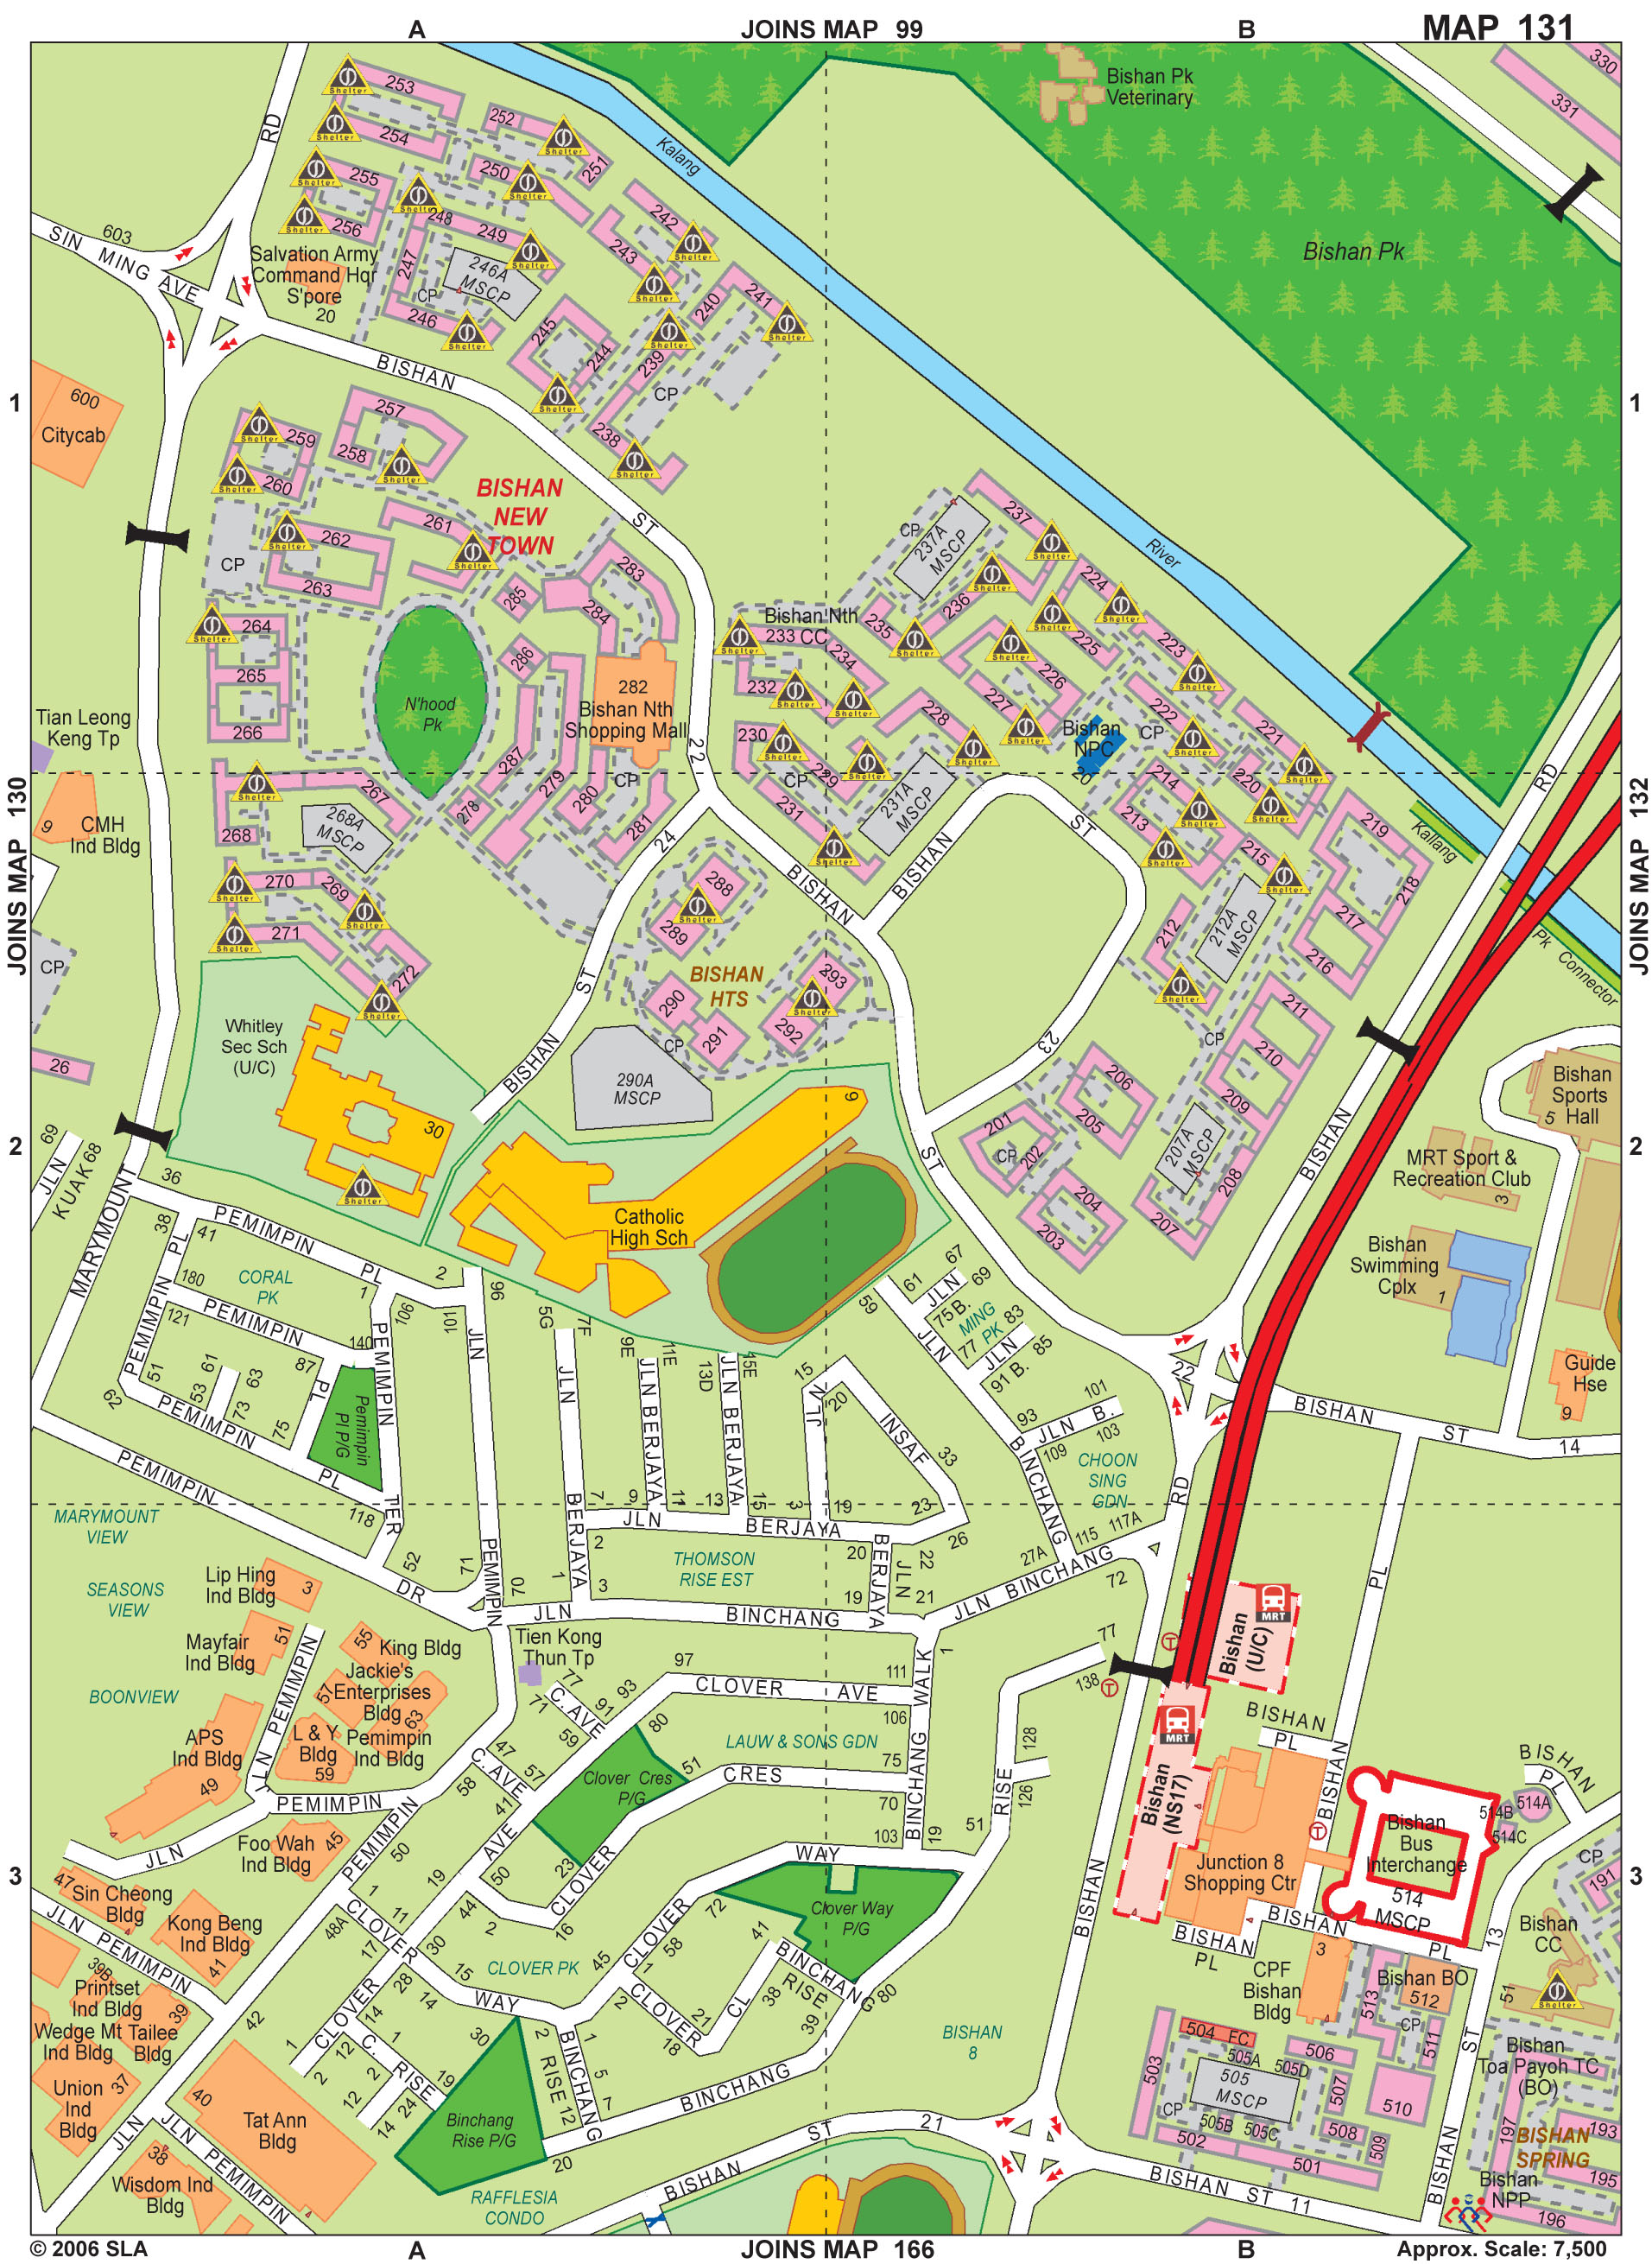 A
JOINS MAP 99
B
MAP 131
330
331
Bishan Pk
Veterinary
RD
253
254
252
251
250
255
256
248
249
247
246A
MSCP
CP
246
Kalang
242
243
241
240
239
245
244
238
CP
Bishan Pk
603
SIN MING AVE
Salvation Army
Command Hqr
S'pore
20
BISHAN
ST
22
1
1
600
Citycab
257
258
259
260
261
262
263
CP
BISHAN
NEW
TOWN
264
265
266
N'hood
Pk
283
284
285
286
282
Bishan Nth
Shopping Mall
287
279
280
278
281
CP
CP
237A
MSCP
237
236
235
224
225
223
226
227
228
222
221
220
Bishan Nth
CC
233
234
232
230
229
231
CP
231A
MSCP
Bishan
NPC
20
CP
River
214
213
215
212
212A
MSCP
219
218
217
216
211
210
209
208
207
207A
MSCP
CP
206
205
204
203
201
202
CP
Kallang
Pk
Connector
RD
JOINS MAP 130
JOINS MAP 132
Tian Leong
Keng Tp
CMH
Ind Bldg
9
CP
26
267
268
268A
MSCP
270
269
271
272
24
BISHAN
ST
BISHAN
BISHAN
ST
23
288
289
BISHAN
HTS
290
291
292
293
CP
290A
MSCP
Whitley
Sec Sch
(U/C)
30
9
Catholic
High Sch
ST
BISHAN
Bishan
Sports
Hall
5
MRT Sport &
Recreation Club
3
Bishan
Swimming
Cplx
1
Guide
Hse
9
2
2
69
JLN
KUAK
68
MARYMOUNT
36
38
41
PEMIMPIN
PL
PEMIMPIN
PL
180
121
CORAL
PK
PEMIMPIN
140
1
106
2
101
96
51
62
53
61
63
73
87
75
PL
PEMIMPIN
PL
118
Pemimpin
Pl P/G
PEMIMPIN
TER
PEMIMPIN
DR
52
71
70
JLN
PEMIMPIN
5G
7F
9E
11E
13D
15E
JLN
BERJAYA
JLN BERJAYA
JLN BERJAYA
JLN
15
20
INSAF
33
23
26
7
9
11
13
15
3
19
JLN
BERJAYA
2
1
3
THOMSON
RISE EST
20
19
BERJAYA
JLN
22
21
59
61
67
69
JLN
75B.
MING
PK
83
77
JLN
85
91 B.
JLN
BINCHANG
93
101
JLN B.
103
109
CHOON
SING
GDN
115
117A
27A
JLN BINCHANG
72
22
RD
BISHAN
ST
14
PL
MARYMOUNT
VIEW
SEASONS
VIEW
BOONVIEW
Lip Hing
Ind Bldg
3
Mayfair
Ind Bldg
51
55
King Bldg
57
Jackie's
Enterprises
Bldg
63
L & Y
Bldg
59
Pemimpin
Ind Bldg
APS
Ind Bldg
49
JLN PEMIMPIN
PEMIMPIN
JLN
Foo Wah
Ind Bldg
45
JLN
BINCHANG
Tien Kong
Thun Tp
77
71
C. AVE
59
91
93
97
CLOVER
AVE
111
106
80
WALK
BINCHANG
1
19
LAUW & SONS GDN
Clover Cres
P/G
51
CRES
75
70
103
47
58
C. AVE
57
41
AVE
50
23
CLOVER
16
2
44
19
50
PEMIMPIN
77
138
128
126
RISE
51
Bishan
(U/C)
MRT
MRT
Bishan
(NS17)
BISHAN
PL
BISHAN
Junction 8
Shopping Ctr
Bishan
Bus
Interchange
514
MSCP
514A
514B
514C
BISHAN
PL
CP
191
BISHAN
PL
BISHAN
PL
3
CPF
Bishan
Bldg
Bishan BO
512
513
511
CP
Bishan
CC
51
13
3
3
47
Sin Cheong
Bldg
JLN PEMIMPIN
Kong Beng
Ind Bldg
41
39B
Printset
Ind Bldg
39
Wedge Mt
Ind Bldg
Tailee
Bldg
Union
Ind
Bldg
37
42
40
Tat Ann
Bldg
JLN
JLN PEMIMPIN
38
Wisdom Ind
Bldg
1
48A
CLOVER
11
17
30
28
15
14
WAY
CLOVER PK
CLOVER
1
2
14
12
C.
RISE
1
2
12
14
24
19
30
Binchang
Rise P/G
2
1
BINCHANG
RISE
5
7
12
20
WAY
72
58
CLOVER
45
1
2
CLOVER
21
18
CL
41
38
39
BINCHANG
RISE
80
Clover Way
P/G
BINCHANG
BISHAN
8
BISHAN
504
FC
503
505A
505D
505
MSCP
505B
505C
506
507
508
509
510
502
501
CP
Bishan
Toa Payoh TC
(BO)
197
193
BISHAN
SPRING
195
Bishan
NPP
196
ST
BISHAN
RAFFLESIA
CONDO
BISHAN
ST
21
BISHAN ST 11
© 2006 SLA
A
JOINS MAP 166
B
Approx. Scale: 7,500